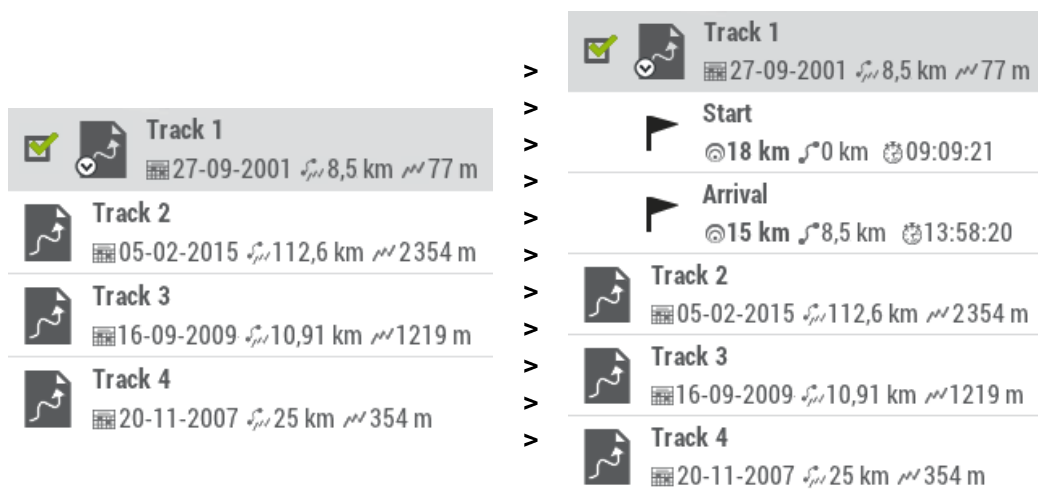 Track 1
27-09-2001 8,5 km 77 m
Track 2
05-02-2015 112,6 km 2354 m
Track 3
16-09-2009 10,91 km 1219 m
Track 4
20-11-2007 25 km 354 m
>
>
>
>
>
>
>
>
>
>
>
Track 1
27-09-2001 8,5 km 77 m
Start
18 km 0 km 09:09:21
Arrival
15 km 8,5 km 13:58:20
Track 2
05-02-2015 112,6 km 2354 m
Track 3
16-09-2009 10,91 km 1219 m
Track 4
20-11-2007 25 km 354 m